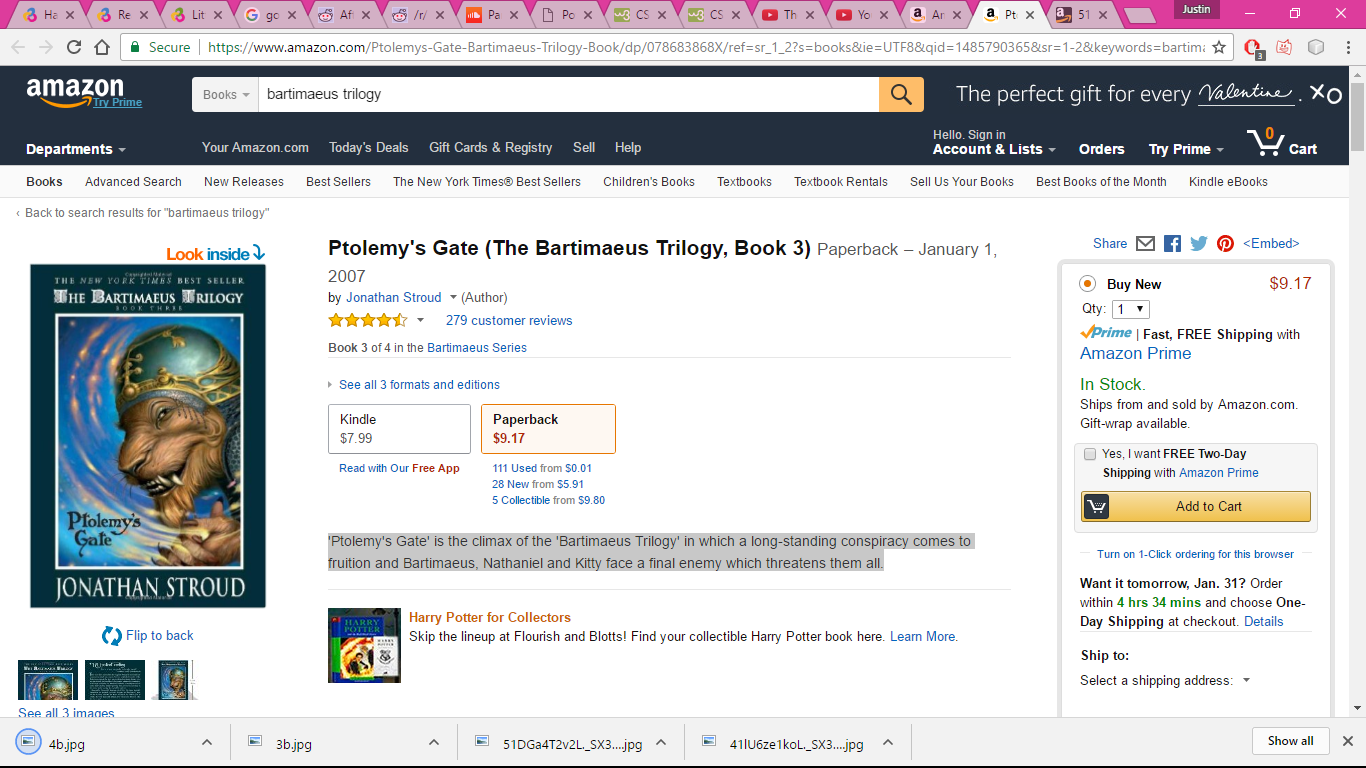 Ha
Re
Lit
go
Aff
/r/
Pa
Po
CS
CS
Th
Yo
Pt
51
Justin
Secure
https://www.amazon.com/Ptolemys-Gate-Bartimaeus-Trilogy-Book/dp/078683868X/ref=sr_1_2?s=books&ie=UTF8&qid=1485790365&sr=1-2&keywords=bartima
3
amazon
Try Prime
Books
bartimaeus trilogy
The perfect gift for every Valentine. XO
Departments
Your Amazon.com
Today's Deals
Gift Cards & Registry
Sell
Help
Hello. Sign in
Account & Lists
Orders
Try Prime
0
Cart
Books
Advanced Search
New Releases
Best Sellers
The New York Times® Best Sellers
Children's Books
Textbooks
Textbook Rentals
Sell Us Your Books
Best Books of the Month
Kindle eBooks
‹ Back to search results for "bartimaeus trilogy"
Look inside
THE NEW YORK TIMES BEST SELLER
THE BARTIMAEUS TRILOGY
BOOK THREE
Ptolemy's
Gate
JONATHAN STROUD
Flip to back
See all 3 images
Ptolemy's Gate (The Bartimaeus Trilogy, Book 3) Paperback – January 1,
2007
by Jonathan Stroud (Author)
279 customer reviews
Book 3 of 4 in the Bartimaeus Series
See all 3 formats and editions
Kindle
$7.99
Paperback
$9.17
Read with Our Free App
111 Used from $0.01
28 New from $5.91
5 Collectible from $9.80
'Ptolemy's Gate' is the climax of the 'Bartimaeus Trilogy' in which a long-standing conspiracy comes to
fruition and Bartimaeus, Nathaniel and Kitty face a final enemy which threatens them all.
HARRY POTTER
Harry Potter for Collectors
Skip the lineup at Flourish and Blotts! Find your collectible Harry Potter book here. Learn More.
Share
<Embed>
Buy New
$9.17
Qty: 1
Prime | Fast, FREE Shipping with
Amazon Prime
In Stock.
Ships from and sold by Amazon.com.
Gift-wrap available.
Yes, I want FREE Two-Day
Shipping with Amazon Prime
Add to Cart
Turn on 1-Click ordering for this browser
Want it tomorrow, Jan. 31? Order
within 4 hrs 34 mins and choose One-
Day Shipping at checkout. Details
Ship to:
Select a shipping address:
4b.jpg
3b.jpg
51DGa4T2v2L._SX3....jpg
41lU6ze1koL._SX3....jpg
Show all